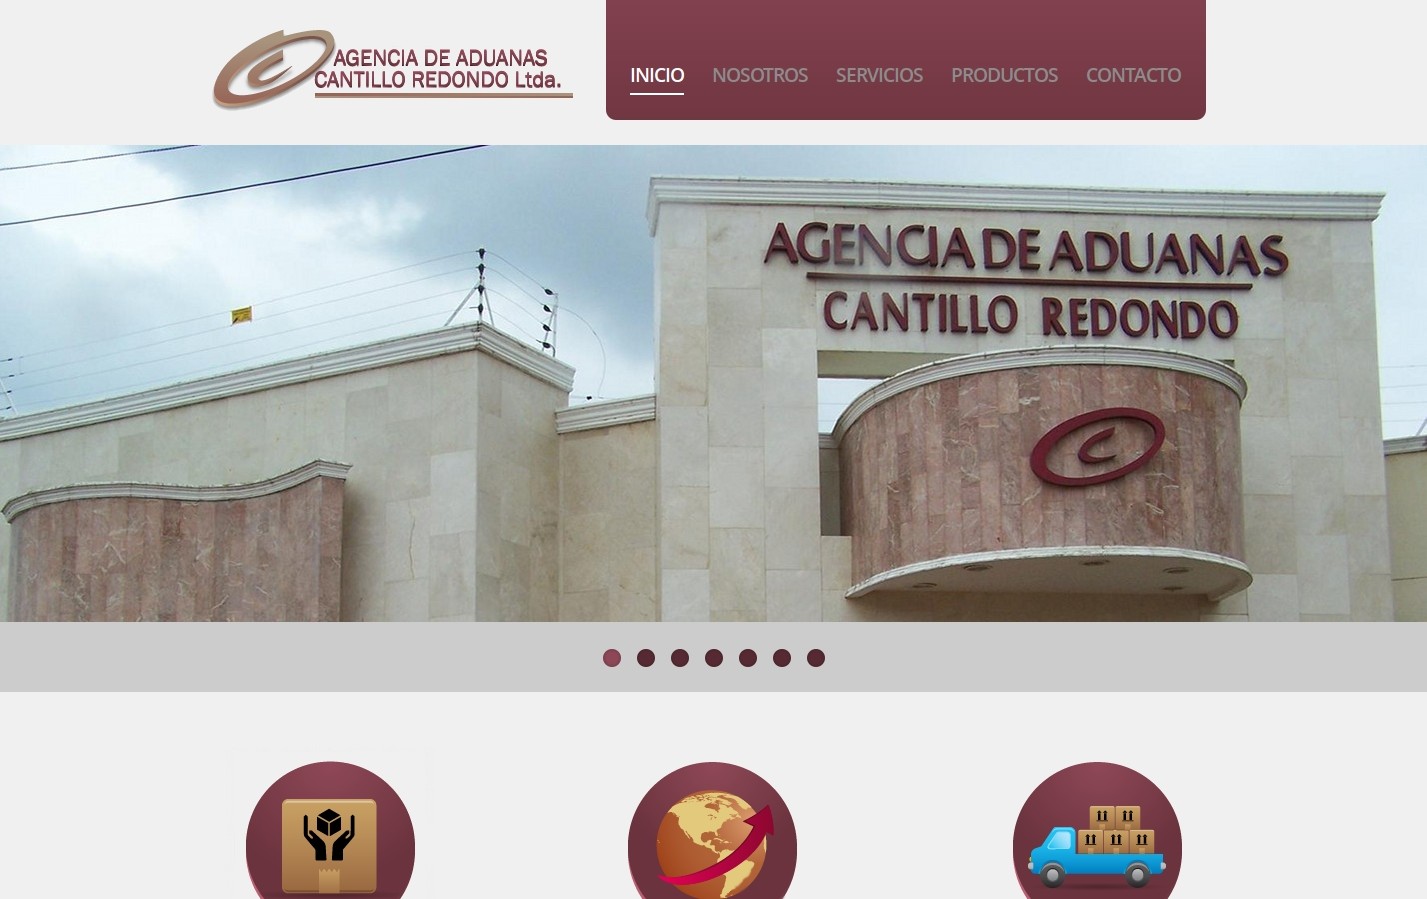 AGENCIA DE ADUANAS
CANTILLO REDONDO Ltda.
INICIO NOSOTROS SERVICIOS PRODUCTOS CONTACTO
AGENCIA DE ADUANAS
CANTILLO REDONDO